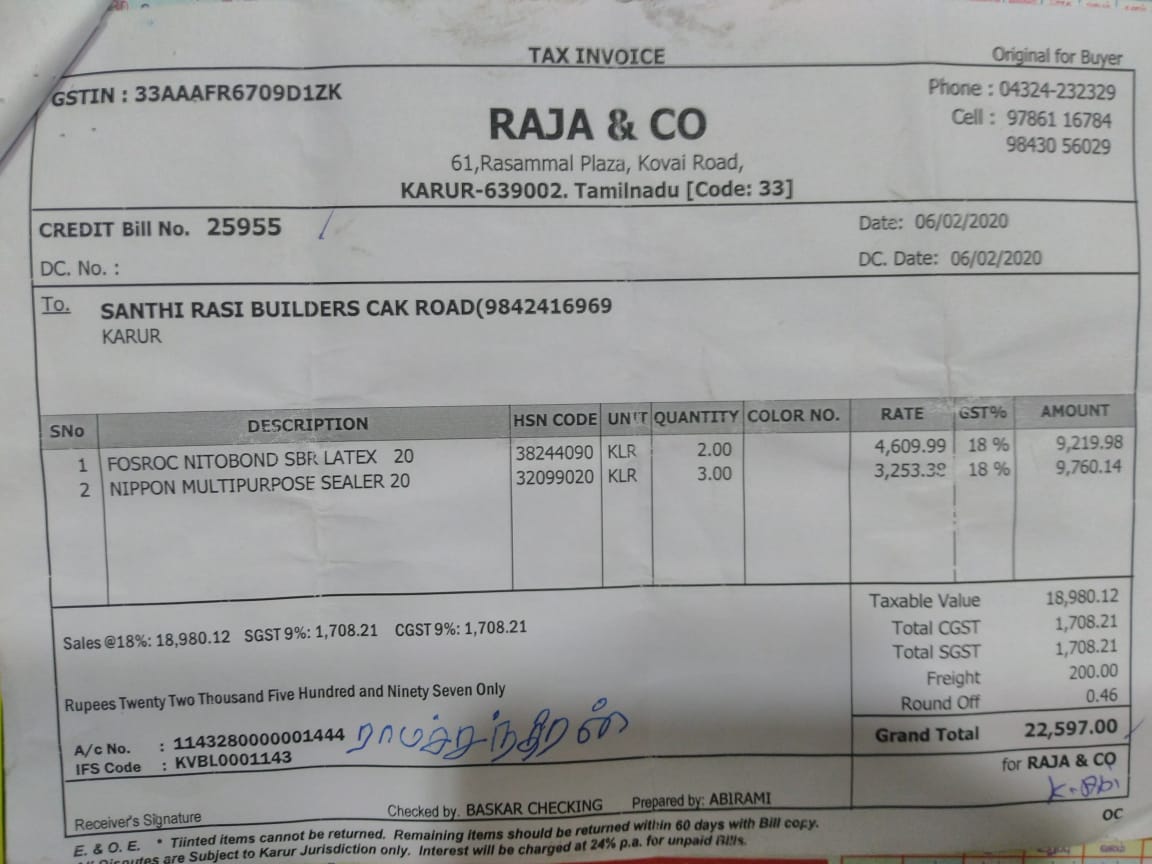 TAX INVOICE
Original for Buyer
GSTIN : 33AAAFR6709D1ZK
Phone : 04324-232329
RAJA & CO
Cell : 97861 16784
98430 56029
61,Rasammal Plaza, Kovai Road,
KARUR-639002. Tamilnadu [Code: 33]
CREDIT Bill No. 25955
Date: 06/02/2020
DC. No. :
DC. Date: 06/02/2020
To.
SANTHI RASI BUILDERS CAK ROAD(9842416969
KARUR
SNo DESCRIPTION HSN CODE UNIT QUANTITY COLOR NO. RATE GST% AMOUNT
1 FOSROC NITOBOND SBR LATEX 20 38244090 KLR 2.00 4,609.99 18 % 9,219.98
2 NIPPON MULTIPURPOSE SEALER 20 32099020 KLR 3.00 3,253.38 18 % 9,760.14
Taxable Value 18,980.12
Sales @18%: 18,980.12 SGST 9%: 1,708.21 CGST 9%: 1,708.21
Total CGST 1,708.21
Total SGST 1,708.21
Freight 200.00
Round Off 0.46
Rupees Twenty Two Thousand Five Hundred and Ninety Seven Only
Grand Total 22,597.00
A/c No. : 1143280000001444
ராமச்சந்திரன்
IFS Code : KVBL0001143
for RAJA & CO
Receiver's Signature
Checked by. BASKAR CHECKING Prepared by: ABIRAMI
OC
E. & O. E. * Tiinted items cannot be returned. Remaining items should be returned within 60 days with Bill copy.
Disputes are Subject to Karur Jurisdiction only. Interest will be charged at 24% p.a. for unpaid Bills.